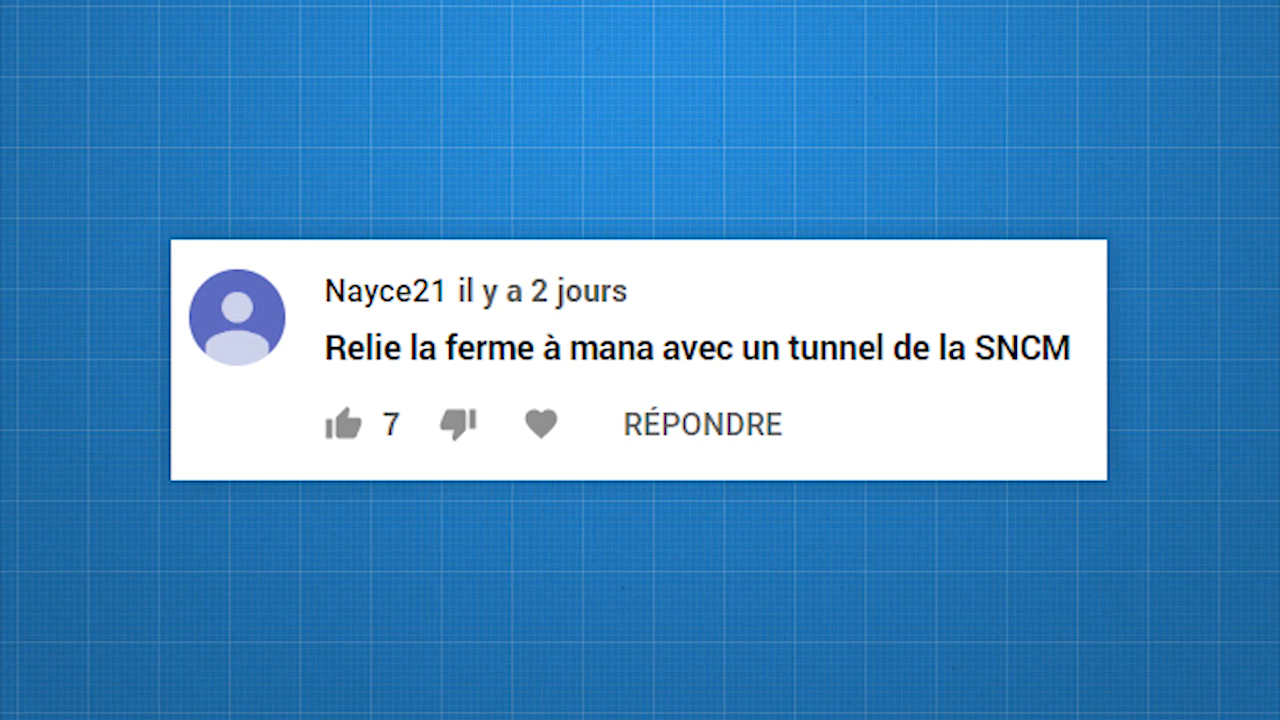 Nayce21 il y a 2 jours
Relie la ferme à mana avec un tunnel de la SNCM
7 RÉPONDRE